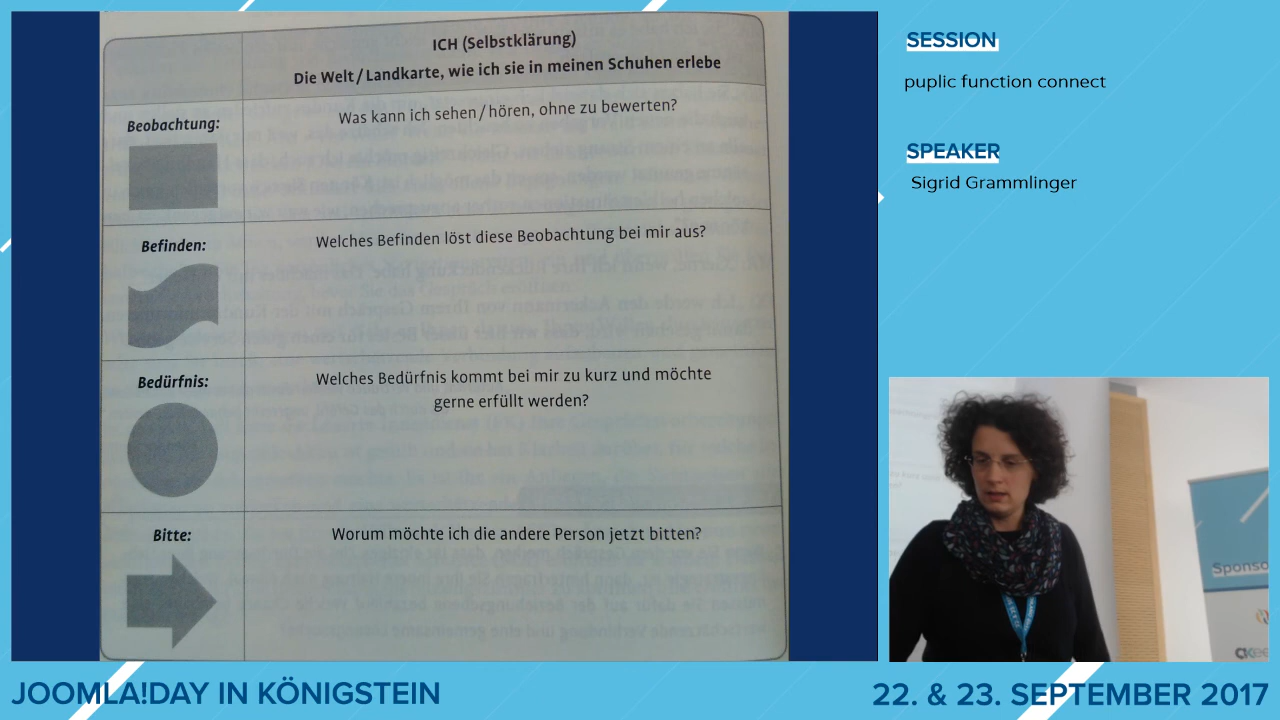 ICH (Selbstklärung)
Die Welt / Landkarte, wie ich sie in meinen Schuhen erlebe
Beobachtung:
Was kann ich sehen / hören, ohne zu bewerten?
Befinden:
Welches Befinden löst diese Beobachtung bei mir aus?
Bedürfnis:
Welches Bedürfnis kommt bei mir zu kurz und möchte
gerne erfüllt werden?
Bitte:
Worum möchte ich die andere Person jetzt bitten?
SESSION
puplic function connect
SPEAKER
Sigrid Grammlinger
JOOMLA!DAY IN KÖNIGSTEIN
22. & 23. SEPTEMBER 2017